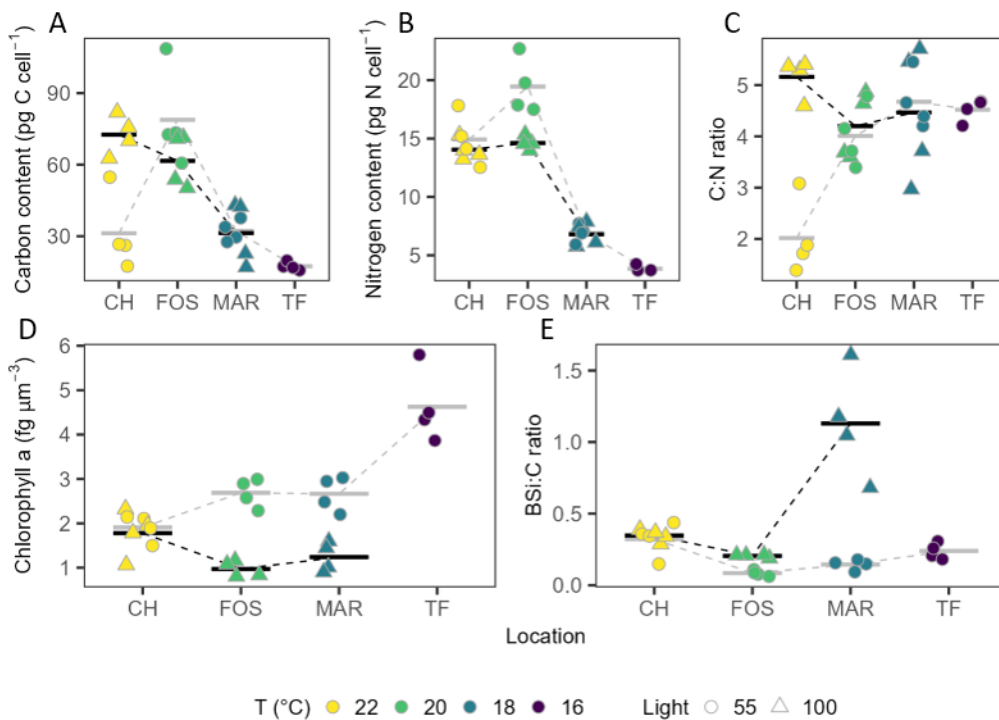 A
Carbon content (pg C cell⁻¹)
90
60
30
CH FOS MAR TF
B
Nitrogen content (pg N cell⁻¹)
20
15
10
5
CH FOS MAR TF
C
C:N ratio
5
4
3
2
CH FOS MAR TF
D
Chlorophyll a (fg μm⁻³)
6
5
4
3
2
1
CH FOS MAR TF
E
BSi:C ratio
1.5
1.0
0.5
0.0
CH FOS MAR TF
Location
T (°C) 22 20 18 16 Light 55 100